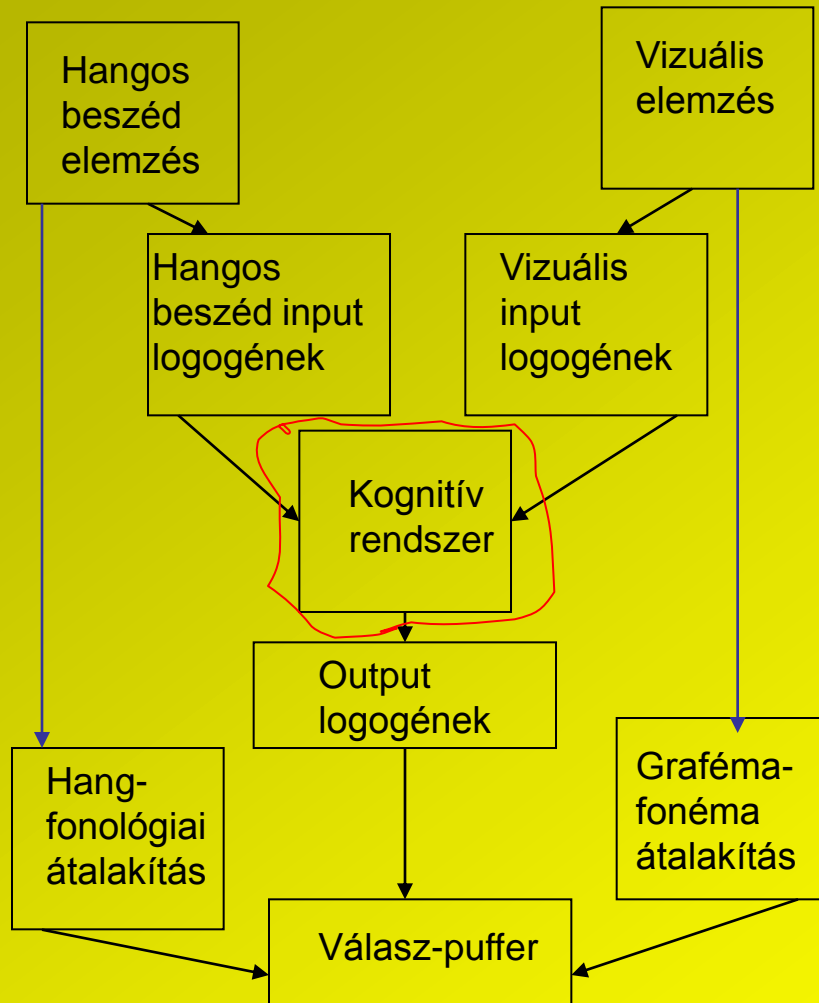 Hangos
beszéd
elemzés
Vizuális
elemzés
Hangos
beszéd input
logogének
Vizuális
input
logogének
Kognitív
rendszer
Output
logogének
Hang-
fonológiai
átalakítás
Graféma-
fonéma
átalakítás
Válasz-puffer